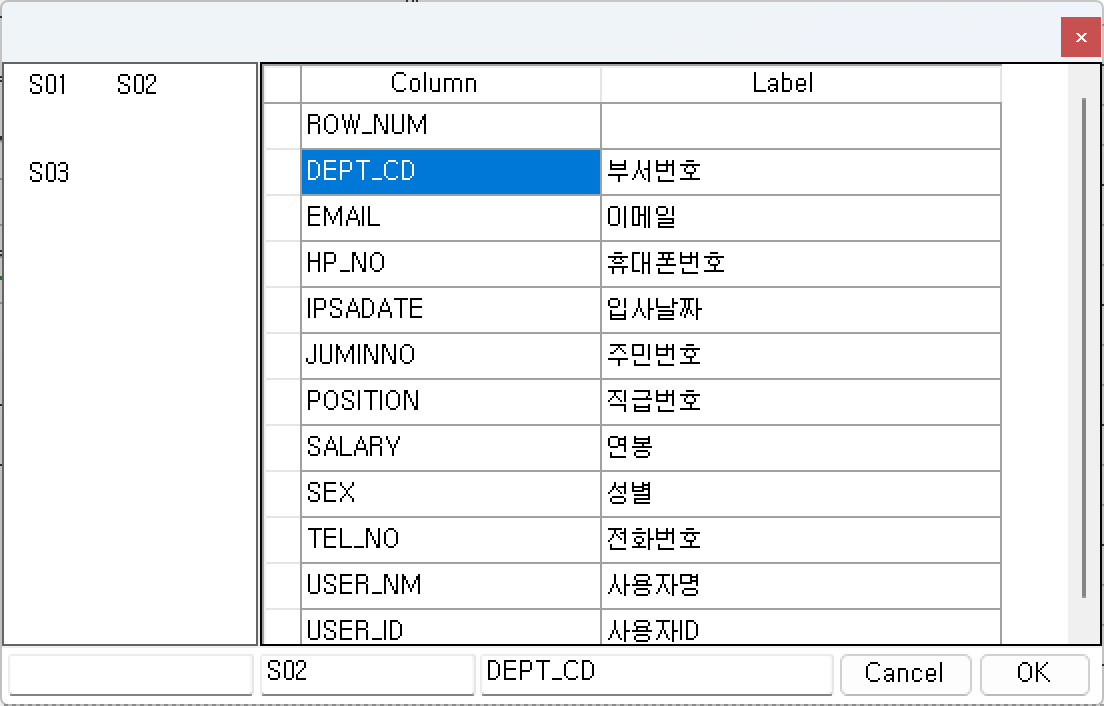 ×
S01 S02
S03
Column Label
ROW_NUM
DEPT_CD 부서번호
EMAIL 이메일
HP_NO 휴대폰번호
IPSADATE 입사날짜
JUMINNO 주민번호
POSITION 직급번호
SALARY 연봉
SEX 성별
TEL_NO 전화번호
USER_NM 사용자명
USER_ID 사용자ID
S02 DEPT_CD Cancel OK